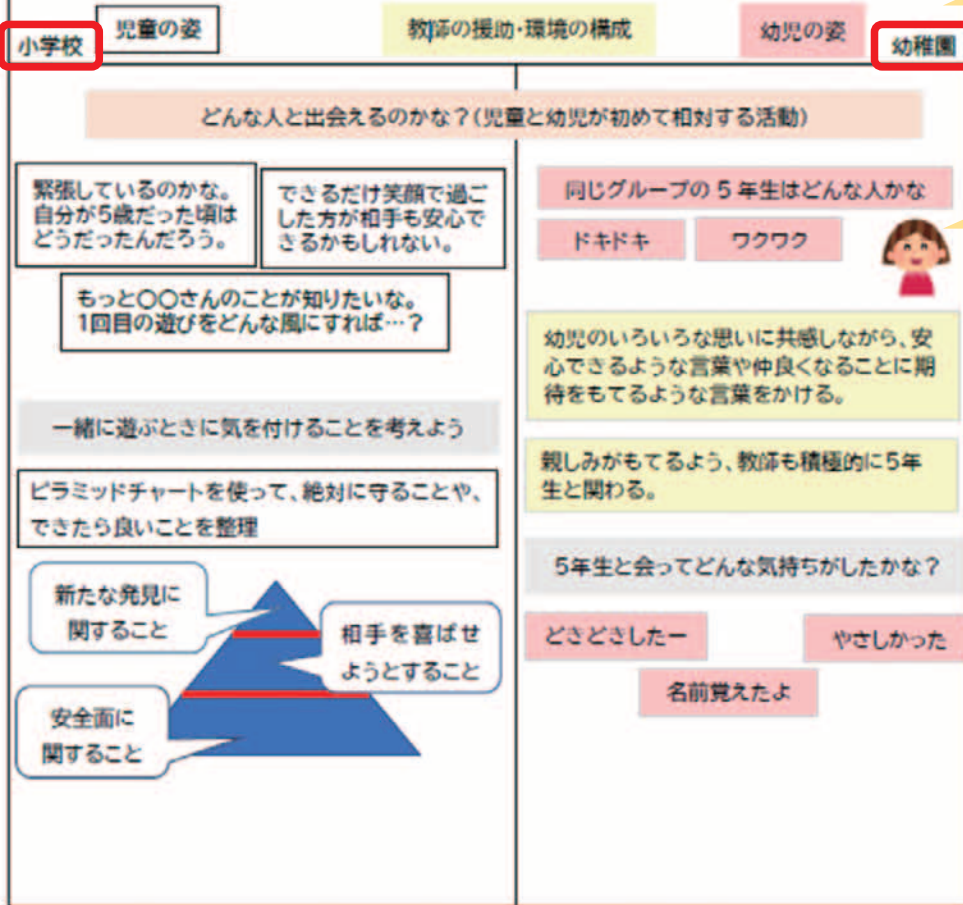 小学校
児童の姿
教師の援助・環境の構成
幼児の姿
幼稚園
どんな人と出会えるのかな？(児童と幼児が初めて相対する活動)
緊張しているのかな。
自分が5歳だった頃は
どうだったんだろう。
できるだけ笑顔で過ご
した方が相手も安心で
きるかもしれない。
もっと〇〇さんのことが知りたいな。
1回目の遊びをどんな風にすれば…？
一緒に遊ぶときに気を付けることを考えよう
ピラミッドチャートを使って、絶対に守ることや、
できたら良いことを整理
新たな発見に
関すること
相手を喜ばせ
ようとすること
安全面に
関すること
同じグループの 5 年生はどんな人かな
ドキドキ
ワクワク
幼児のいろいろな思いに共感しながら、安
心できるような言葉や仲良くなることに期
待をもてるような言葉をかける。
親しみがもてるよう、教師も積極的に5年
生と関わる。
5年生と会ってどんな気持ちがしたかな？
どきどきしたー
やさしかった
名前覚えたよ